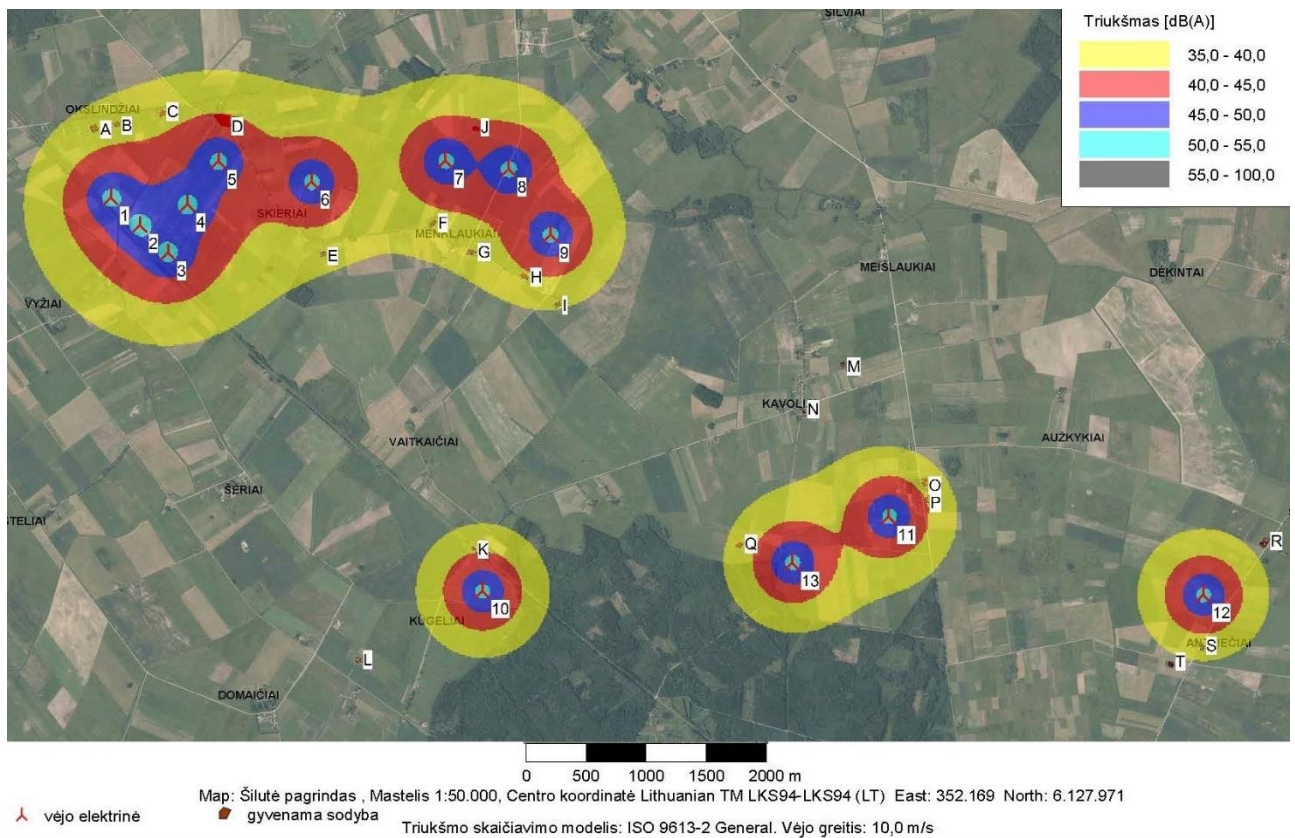 Triukšmas [dB(A)]
35,0 - 40,0
40,0 - 45,0
45,0 - 50,0
50,0 - 55,0
55,0 - 100,0
ŠILVIAI
OKSLINDŽIAI
A
B
C
D
J
5
7
8
6
1
4
SKIERIAI
2
3
F
MENKLAUKIAI
9
E
G
H
I
VYŽIAI
MEIŠLAUKIAI
DĖKINTAI
M
KAVOLI
N
VAITKAIČIAI
AUŽKYKIAI
ŠĖRIAI
O
P
11
K
Q
13
R
10
KUGELIAI
12
S
T
L
DOMAIČIAI
0 500 1000 1500 2000 m
Map: Šilutė pagrindas , Mastelis 1:50.000, Centro koordinatė Lithuanian TM LKS94-LKS94 (LT) East: 352.169 North: 6.127.971
vėjo elektrinė
gyvenama sodyba
Triukšmo skaičiavimo modelis: ISO 9613-2 General. Vėjo greitis: 10,0 m/s